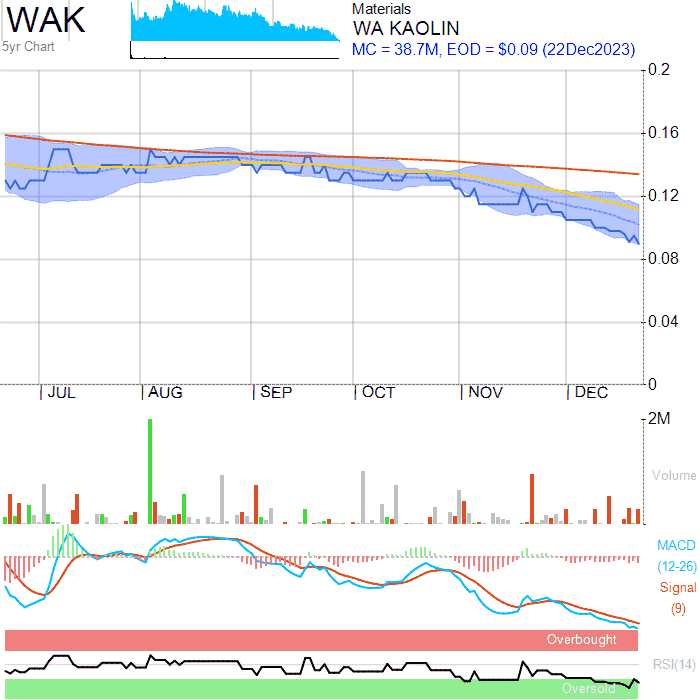 WAK
5yr Chart
Materials
WA KAOLIN
MC = 38.7M, EOD = $0.09 (22Dec2023)
0.2
0.16
0.12
0.08
0.04
0
JUL AUG SEP OCT NOV DEC
2M
Volume
MACD
(12-26)
Signal
(9)
Overbought
RSI(14)
Oversold